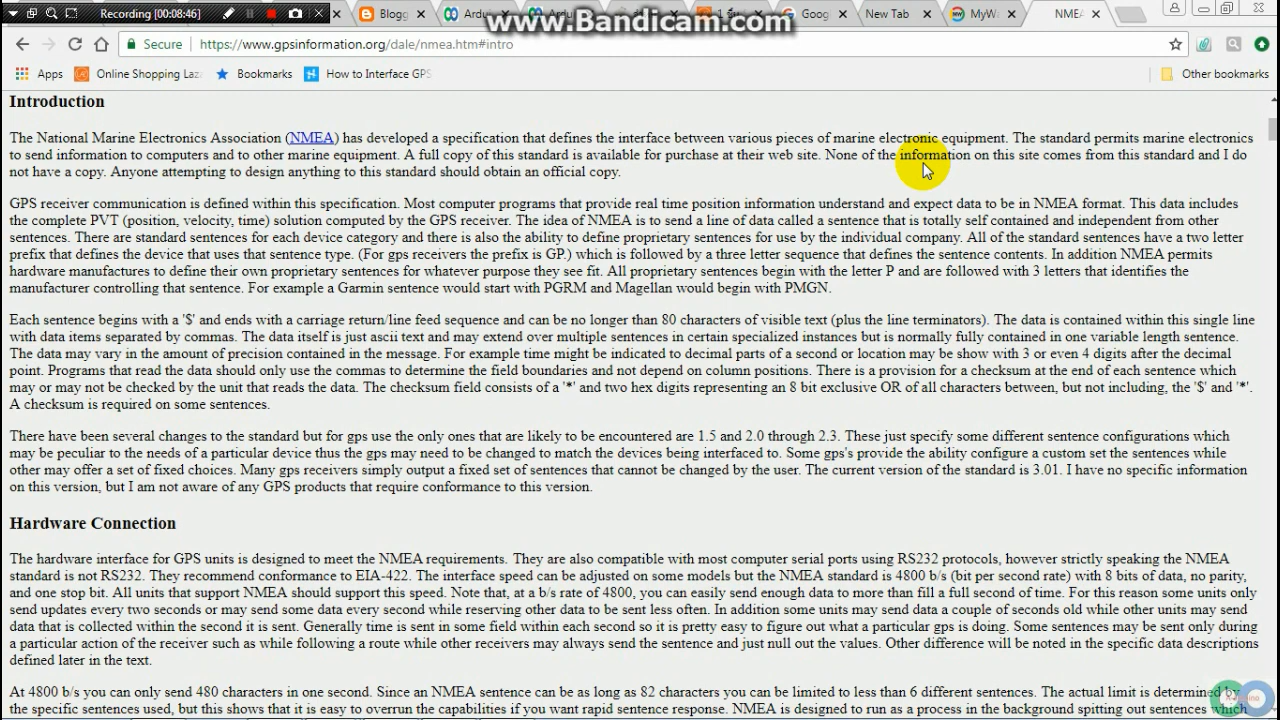 Recording [00:08:46]
www.Bandicam.com
Blogg
Ardui
Goog
New Tab
MyW
NMEA
Secure
https://www.gpsinformation.org/dale/nmea.htm#intro
Apps Online Shopping Laz Bookmarks How to Interface GPS Other bookmarks
Introduction
The National Marine Electronics Association (NMEA) has developed a specification that defines the interface between various pieces of marine electronic equipment. The standard permits marine electronics
to send information to computers and to other marine equipment. A full copy of this standard is available for purchase at their web site. None of the information on this site comes from this standard and I do
not have a copy. Anyone attempting to design anything to this standard should obtain an official copy.
GPS receiver communication is defined within this specification. Most computer programs that provide real time position information understand and expect data to be in NMEA format. This data includes
the complete PVT (position, velocity, time) solution computed by the GPS receiver. The idea of NMEA is to send a line of data called a sentence that is totally self contained and independent from other
sentences. There are standard sentences for each device category and there is also the ability to define proprietary sentences for use by the individual company. All of the standard sentences have a two letter
prefix that defines the device that uses that sentence type. (For gps receivers the prefix is GP.) which is followed by a three letter sequence that defines the sentence contents. In addition NMEA permits
hardware manufactures to define their own proprietary sentences for whatever purpose they see fit. All proprietary sentences begin with the letter P and are followed with 3 letters that identifies the
manufacturer controlling that sentence. For example a Garmin sentence would start with PGRM and Magellan would begin with PMGN.
Each sentence begins with a '$' and ends with a carriage return/line feed sequence and can be no longer than 80 characters of visible text (plus the line terminators). The data is contained within this single line
with data items separated by commas. The data itself is just ascii text and may extend over multiple sentences in certain specialized instances but is normally fully contained in one variable length sentence.
The data may vary in the amount of precision contained in the message. For example time might be indicated to decimal parts of a second or location may be show with 3 or even 4 digits after the decimal
point. Programs that read the data should only use the commas to determine the field boundaries and not depend on column positions. There is a provision for a checksum at the end of each sentence which
may or may not be checked by the unit that reads the data. The checksum field consists of a '*' and two hex digits representing an 8 bit exclusive OR of all characters between, but not including, the '$' and '*'.
A checksum is required on some sentences.
There have been several changes to the standard but for gps use the only ones that are likely to be encountered are 1.5 and 2.0 through 2.3. These just specify some different sentence configurations which
may be peculiar to the needs of a particular device thus the gps may need to be changed to match the devices being interfaced to. Some gps's provide the ability configure a custom set the sentences while
other may offer a set of fixed choices. Many gps receivers simply output a fixed set of sentences that cannot be changed by the user. The current version of the standard is 3.01. I have no specific information
on this version, but I am not aware of any GPS products that require conformance to this version.
Hardware Connection
The hardware interface for GPS units is designed to meet the NMEA requirements. They are also compatible with most computer serial ports using RS232 protocols, however strictly speaking the NMEA
standard is not RS232. They recommend conformance to EIA-422. The interface speed can be adjusted on some models but the NMEA standard is 4800 b/s (bit per second rate) with 8 bits of data, no parity,
and one stop bit. All units that support NMEA should support this speed. Note that, at a b/s rate of 4800, you can easily send enough data to more than fill a full second of time. For this reason some units only
send updates every two seconds or may send some data every second while reserving other data to be sent less often. In addition some units may send data a couple of seconds old while other units may send
data that is collected within the second it is sent. Generally time is sent in some field within each second so it is pretty easy to figure out what a particular gps is doing. Some sentences may be sent only during
a particular action of the receiver such as while following a route while other receivers may always send the sentence and just null out the values. Other difference will be noted in the specific data descriptions
defined later in the text.
At 4800 b/s you can only send 480 characters in one second. Since an NMEA sentence can be as long as 82 characters you can be limited to less than 6 different sentences. The actual limit is determined by
the specific sentences used, but this shows that it is easy to overrun the capabilities if you want rapid sentence response. NMEA is designed to run as a process in the background spitting out sentences which